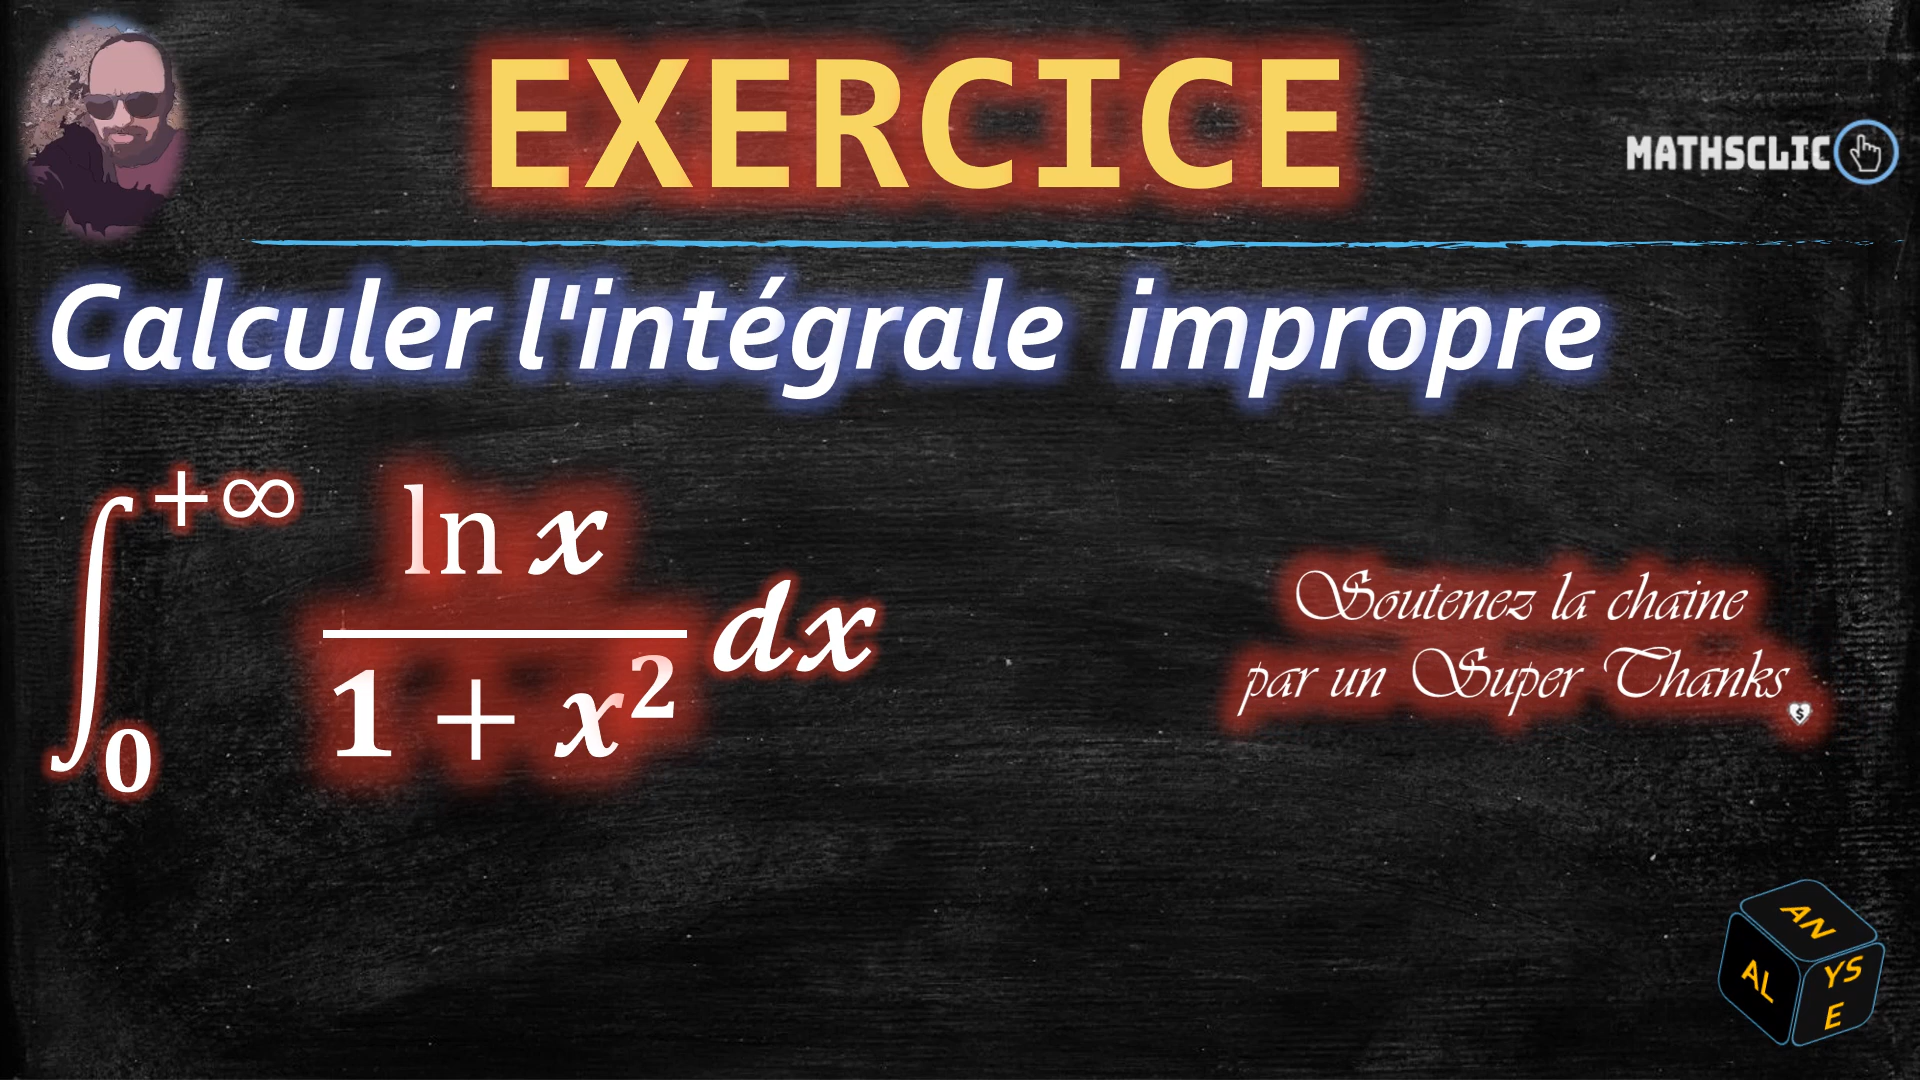 EXERCICE
MATHSCLIC
Calculer l'intégrale impropre
∫₀^{+∞} ln x / (1 + x²) dx
Soutenez la chaine
par un Super Thanks
AN
AL
YS
E